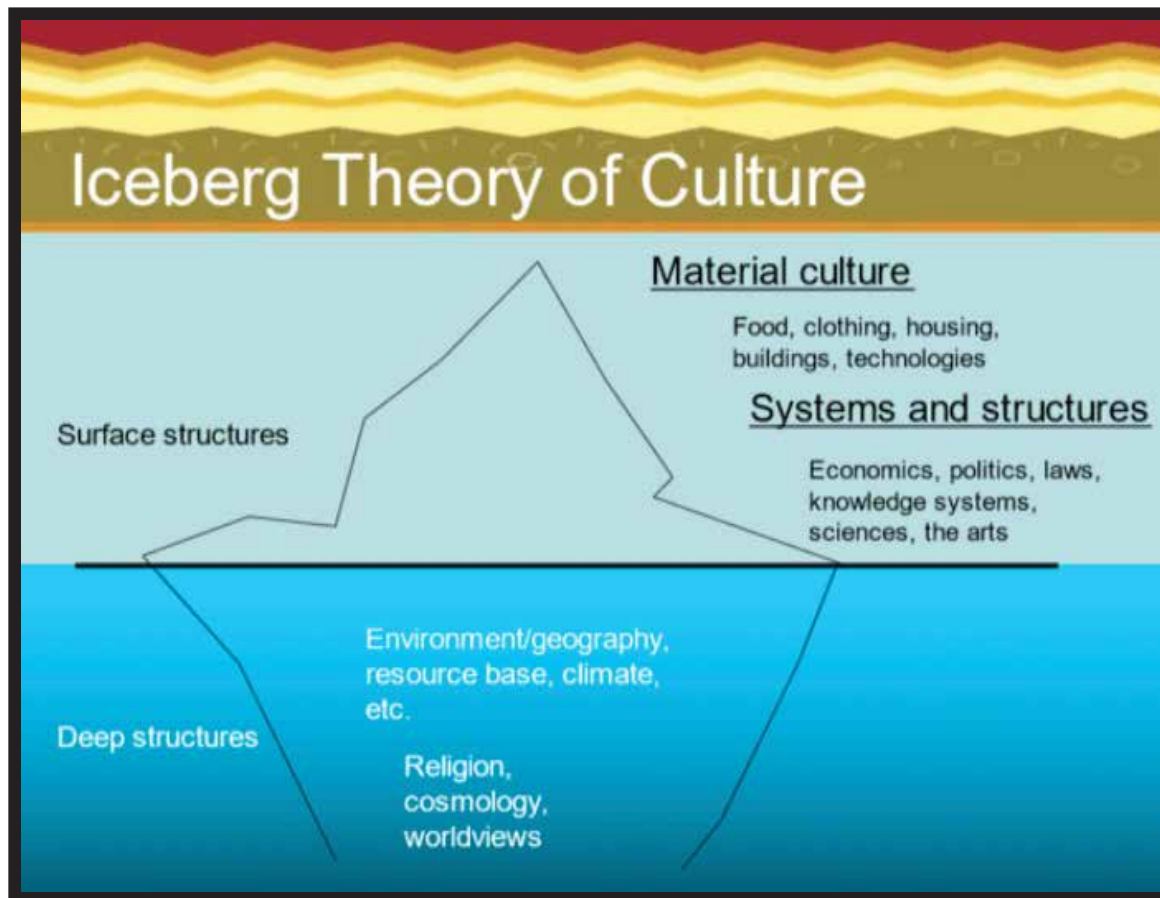 Iceberg Theory of Culture
Material culture
Food, clothing, housing,
buildings, technologies
Systems and structures
Surface structures
Economics, politics, laws,
knowledge systems,
sciences, the arts
Environment/geography,
resource base, climate,
etc.
Deep structures
Religion,
cosmology,
worldviews